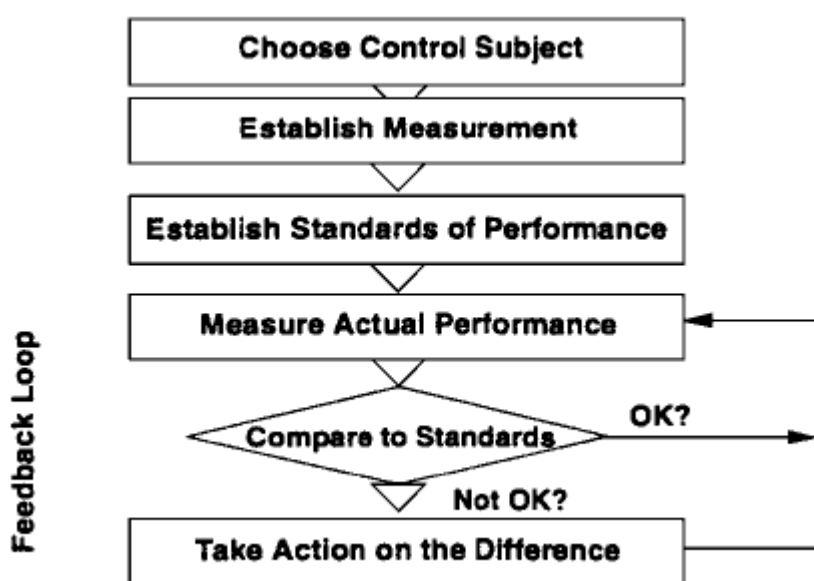 Choose Control Subject
Establish Measurement
Establish Standards of Performance
Measure Actual Performance
Compare to Standards
OK?
Not OK?
Take Action on the Difference
Feedback Loop